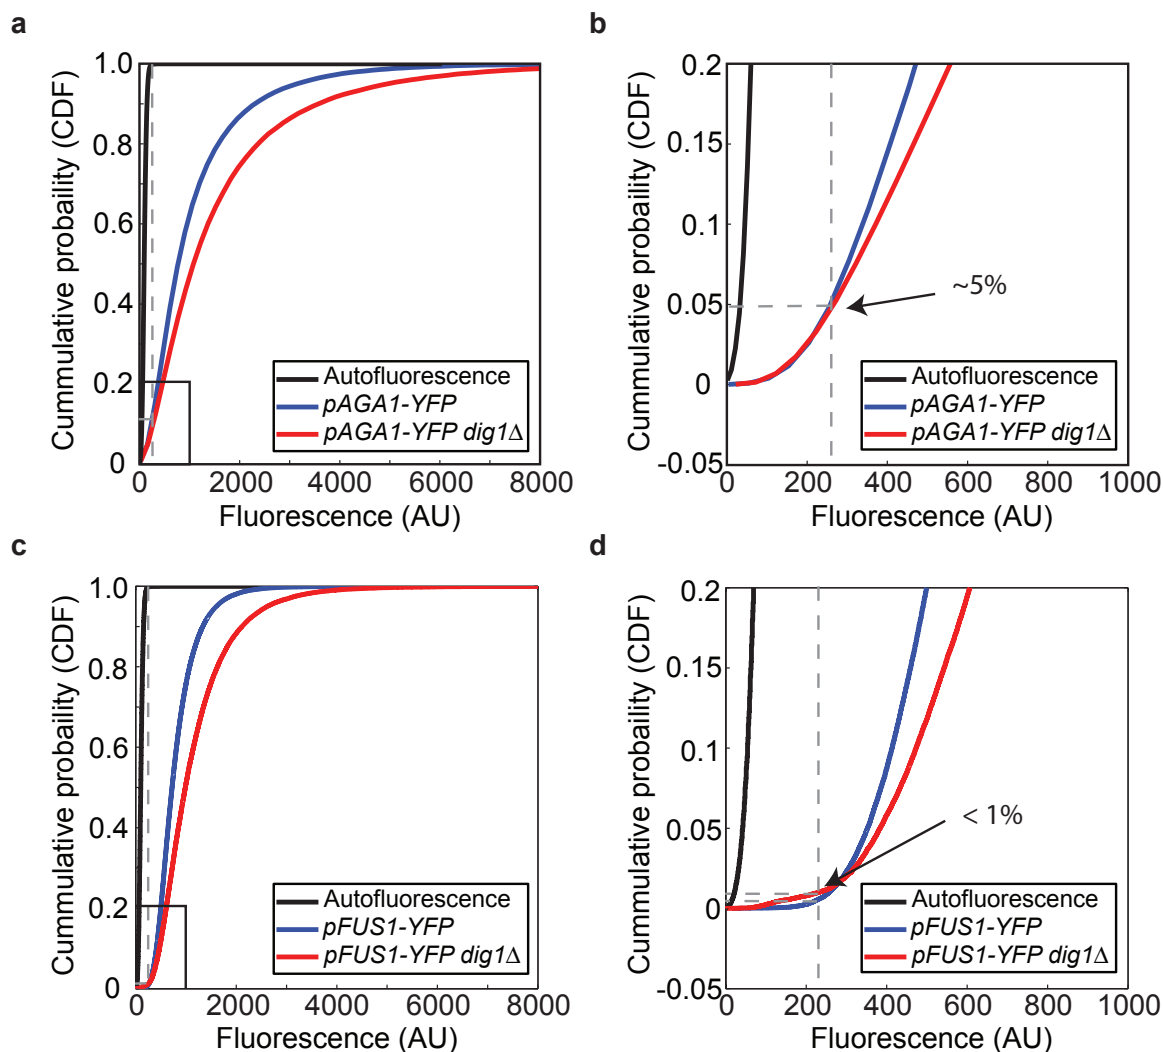 a
Cummulative probaility (CDF)
1.0
0.8
0.6
0.4
0.2
0
0
2000
4000
6000
8000
Fluorescence (AU)
Autofluorescence
pAGA1-YFP
pAGA1-YFP dig1Δ
b
Cummulative probaility (CDF)
0.2
0.15
0.1
0.05
0
-0.05
0
200
400
600
800
1000
Fluorescence (AU)
~5%
Autofluorescence
pAGA1-YFP
pAGA1-YFP dig1Δ
c
Cummulative probaility (CDF)
1.0
0.8
0.6
0.4
0.2
0
0
2000
4000
6000
8000
Fluorescence (AU)
Autofluorescence
pFUS1-YFP
pFUS1-YFP dig1Δ
d
Cummulative probaility (CDF)
0.2
0.15
0.1
0.05
0
-0.05
0
200
400
600
800
1000
Fluorescence (AU)
< 1%
Autofluorescence
pFUS1-YFP
pFUS1-YFP dig1Δ